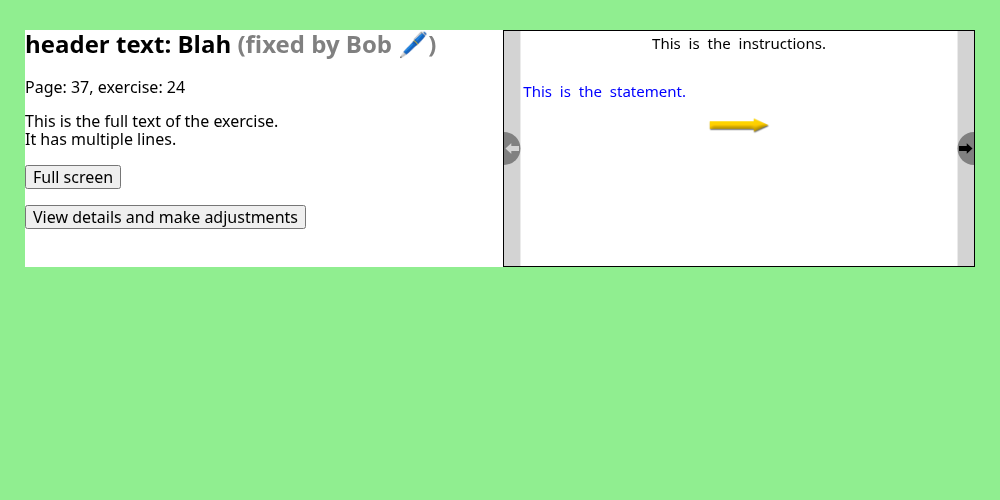 header text: Blah (fixed by Bob 🖊️)
Page: 37, exercise: 24
This is the full text of the exercise.
It has multiple lines.
Full screen
View details and make adjustments
This is the instructions.
This is the statement.